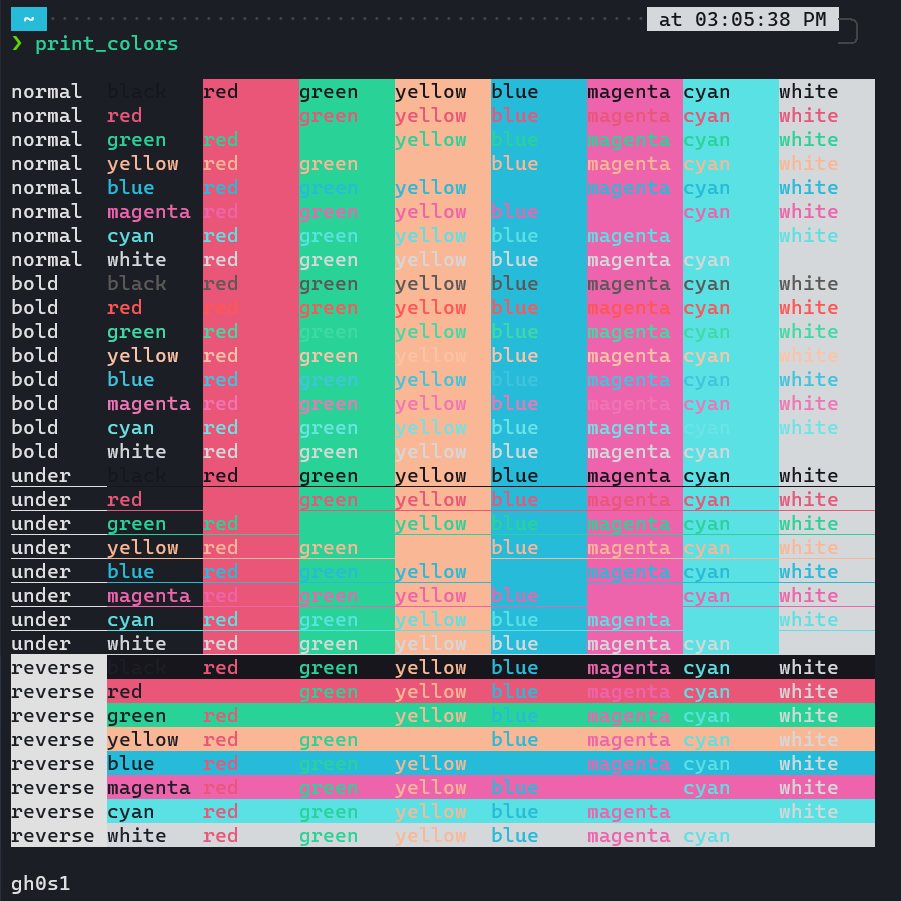 ~ at 03:05:38 PM
❯ print_colors
normal black red green yellow blue magenta cyan white
normal red green yellow blue magenta cyan white
normal green red yellow blue magenta cyan white
normal yellow red green blue magenta cyan white
normal blue red green yellow magenta cyan white
normal magenta red green yellow blue cyan white
normal cyan red green yellow blue magenta white
normal white red green yellow blue magenta cyan
bold black red green yellow blue magenta cyan white
bold red red green yellow blue magenta cyan white
bold green red green yellow blue magenta cyan white
bold yellow red green yellow blue magenta cyan white
bold blue red green yellow blue magenta cyan white
bold magenta red green yellow blue magenta cyan white
bold cyan red green yellow blue magenta cyan white
bold white red green yellow blue magenta cyan
under black red green yellow blue magenta cyan white
under red green yellow blue magenta cyan white
under green red yellow blue magenta cyan white
under yellow red green blue magenta cyan white
under blue red green yellow magenta cyan white
under magenta red green yellow blue cyan white
under cyan red green yellow blue magenta white
under white red green yellow blue magenta cyan
reverse black red green yellow blue magenta cyan white
reverse red green yellow blue magenta cyan white
reverse green red yellow blue magenta cyan white
reverse yellow red green blue magenta cyan white
reverse blue red green yellow magenta cyan white
reverse magenta red green yellow blue cyan white
reverse cyan red green yellow blue magenta white
reverse white red green yellow blue magenta cyan
gh0s1